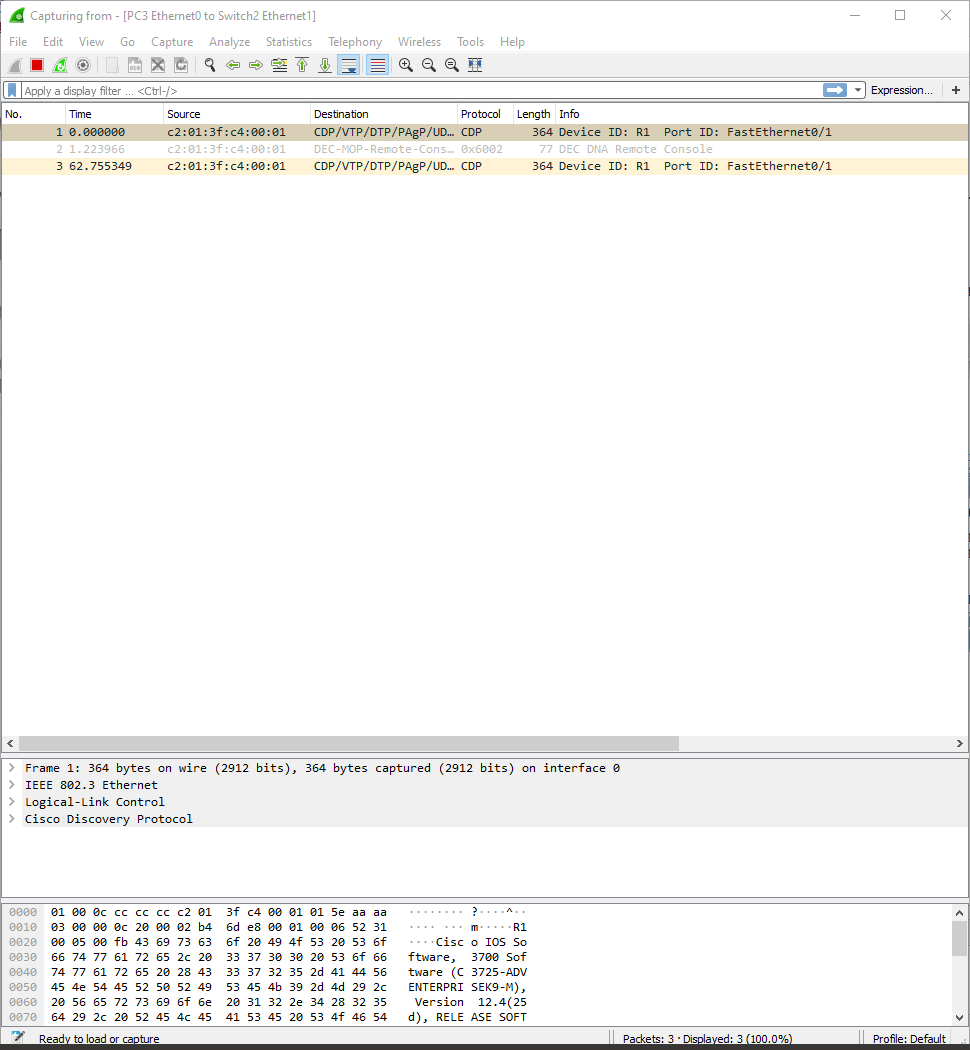 Capturing from - [PC3 Ethernet0 to Switch2 Ethernet1]
File Edit View Go Capture Analyze Statistics Telephony Wireless Tools Help
Apply a display filter ... <Ctrl-/> Expression... +
No. Time Source Destination Protocol Length Info
1 0.000000 c2:01:3f:c4:00:01 CDP/VTP/DTP/PAgP/UD… CDP 364 Device ID: R1 Port ID: FastEthernet0/1
2 1.223966 c2:01:3f:c4:00:01 DEC-MOP-Remote-Cons… 0x6002 77 DEC DNA Remote Console
3 62.755349 c2:01:3f:c4:00:01 CDP/VTP/DTP/PAgP/UD… CDP 364 Device ID: R1 Port ID: FastEthernet0/1
Frame 1: 364 bytes on wire (2912 bits), 364 bytes captured (2912 bits) on interface 0
IEEE 802.3 Ethernet
Logical-Link Control
Cisco Discovery Protocol
0000 01 00 0c cc cc cc c2 01 3f c4 00 01 01 5e aa aa ········ ?····^··
0010 03 00 00 0c 20 00 02 b4 6d e8 00 01 00 06 52 31 ···· ··· m·····R1
0020 00 05 00 fb 43 69 73 63 6f 20 49 4f 53 20 53 6f ····Cisc o IOS So
0030 66 74 77 61 72 65 2c 20 33 37 30 30 20 53 6f 66 ftware, 3700 Sof
0040 74 77 61 72 65 20 28 43 33 37 32 35 2d 41 44 56 tware (C 3725-ADV
0050 45 4e 54 45 52 50 52 49 53 45 4b 39 2d 4d 29 2c ENTERPRI SEK9-M),
0060 20 56 65 72 73 69 6f 6e 20 31 32 2e 34 28 32 35 Version 12.4(25
0070 64 29 2c 20 52 45 4c 45 41 53 45 20 53 4f 46 54 d), RELE ASE SOFT
Ready to load or capture Packets: 3 · Displayed: 3 (100.0%) Profile: Default